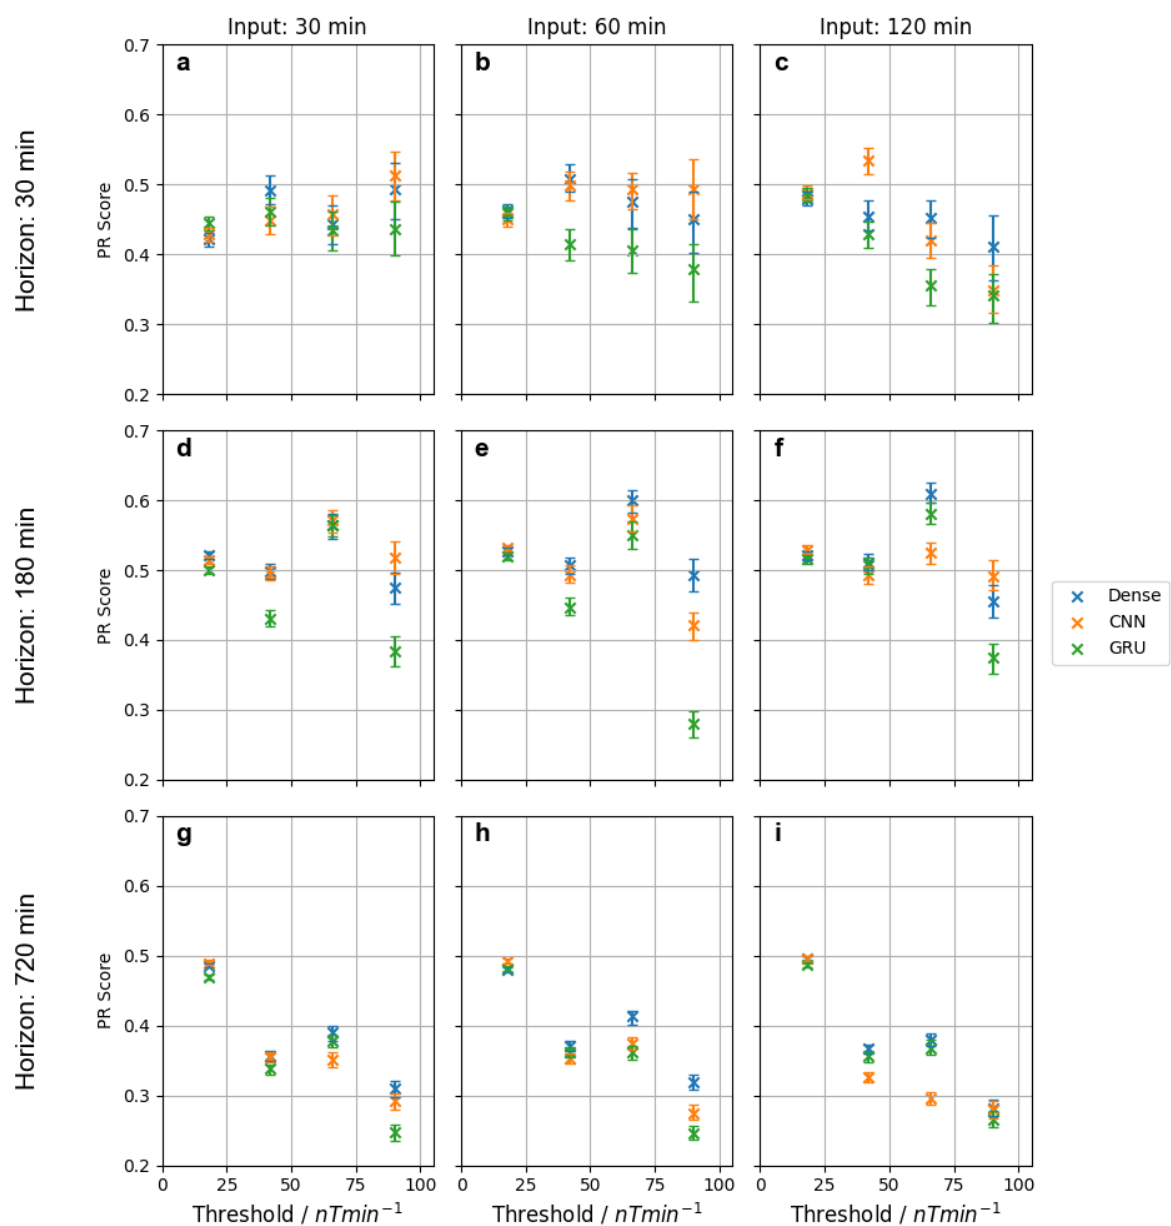 Input: 30 min
Input: 60 min
Input: 120 min
Horizon: 30 min
PR Score
0.7
0.6
0.5
0.4
0.3
0.2
a
b
c
Horizon: 180 min
PR Score
0.7
0.6
0.5
0.4
0.3
0.2
d
e
f
Dense
CNN
GRU
Horizon: 720 min
PR Score
0.7
0.6
0.5
0.4
0.3
0.2
g
h
i
0 25 50 75 100
0 25 50 75 100
0 25 50 75 100
Threshold / nTmin⁻¹
Threshold / nTmin⁻¹
Threshold / nTmin⁻¹